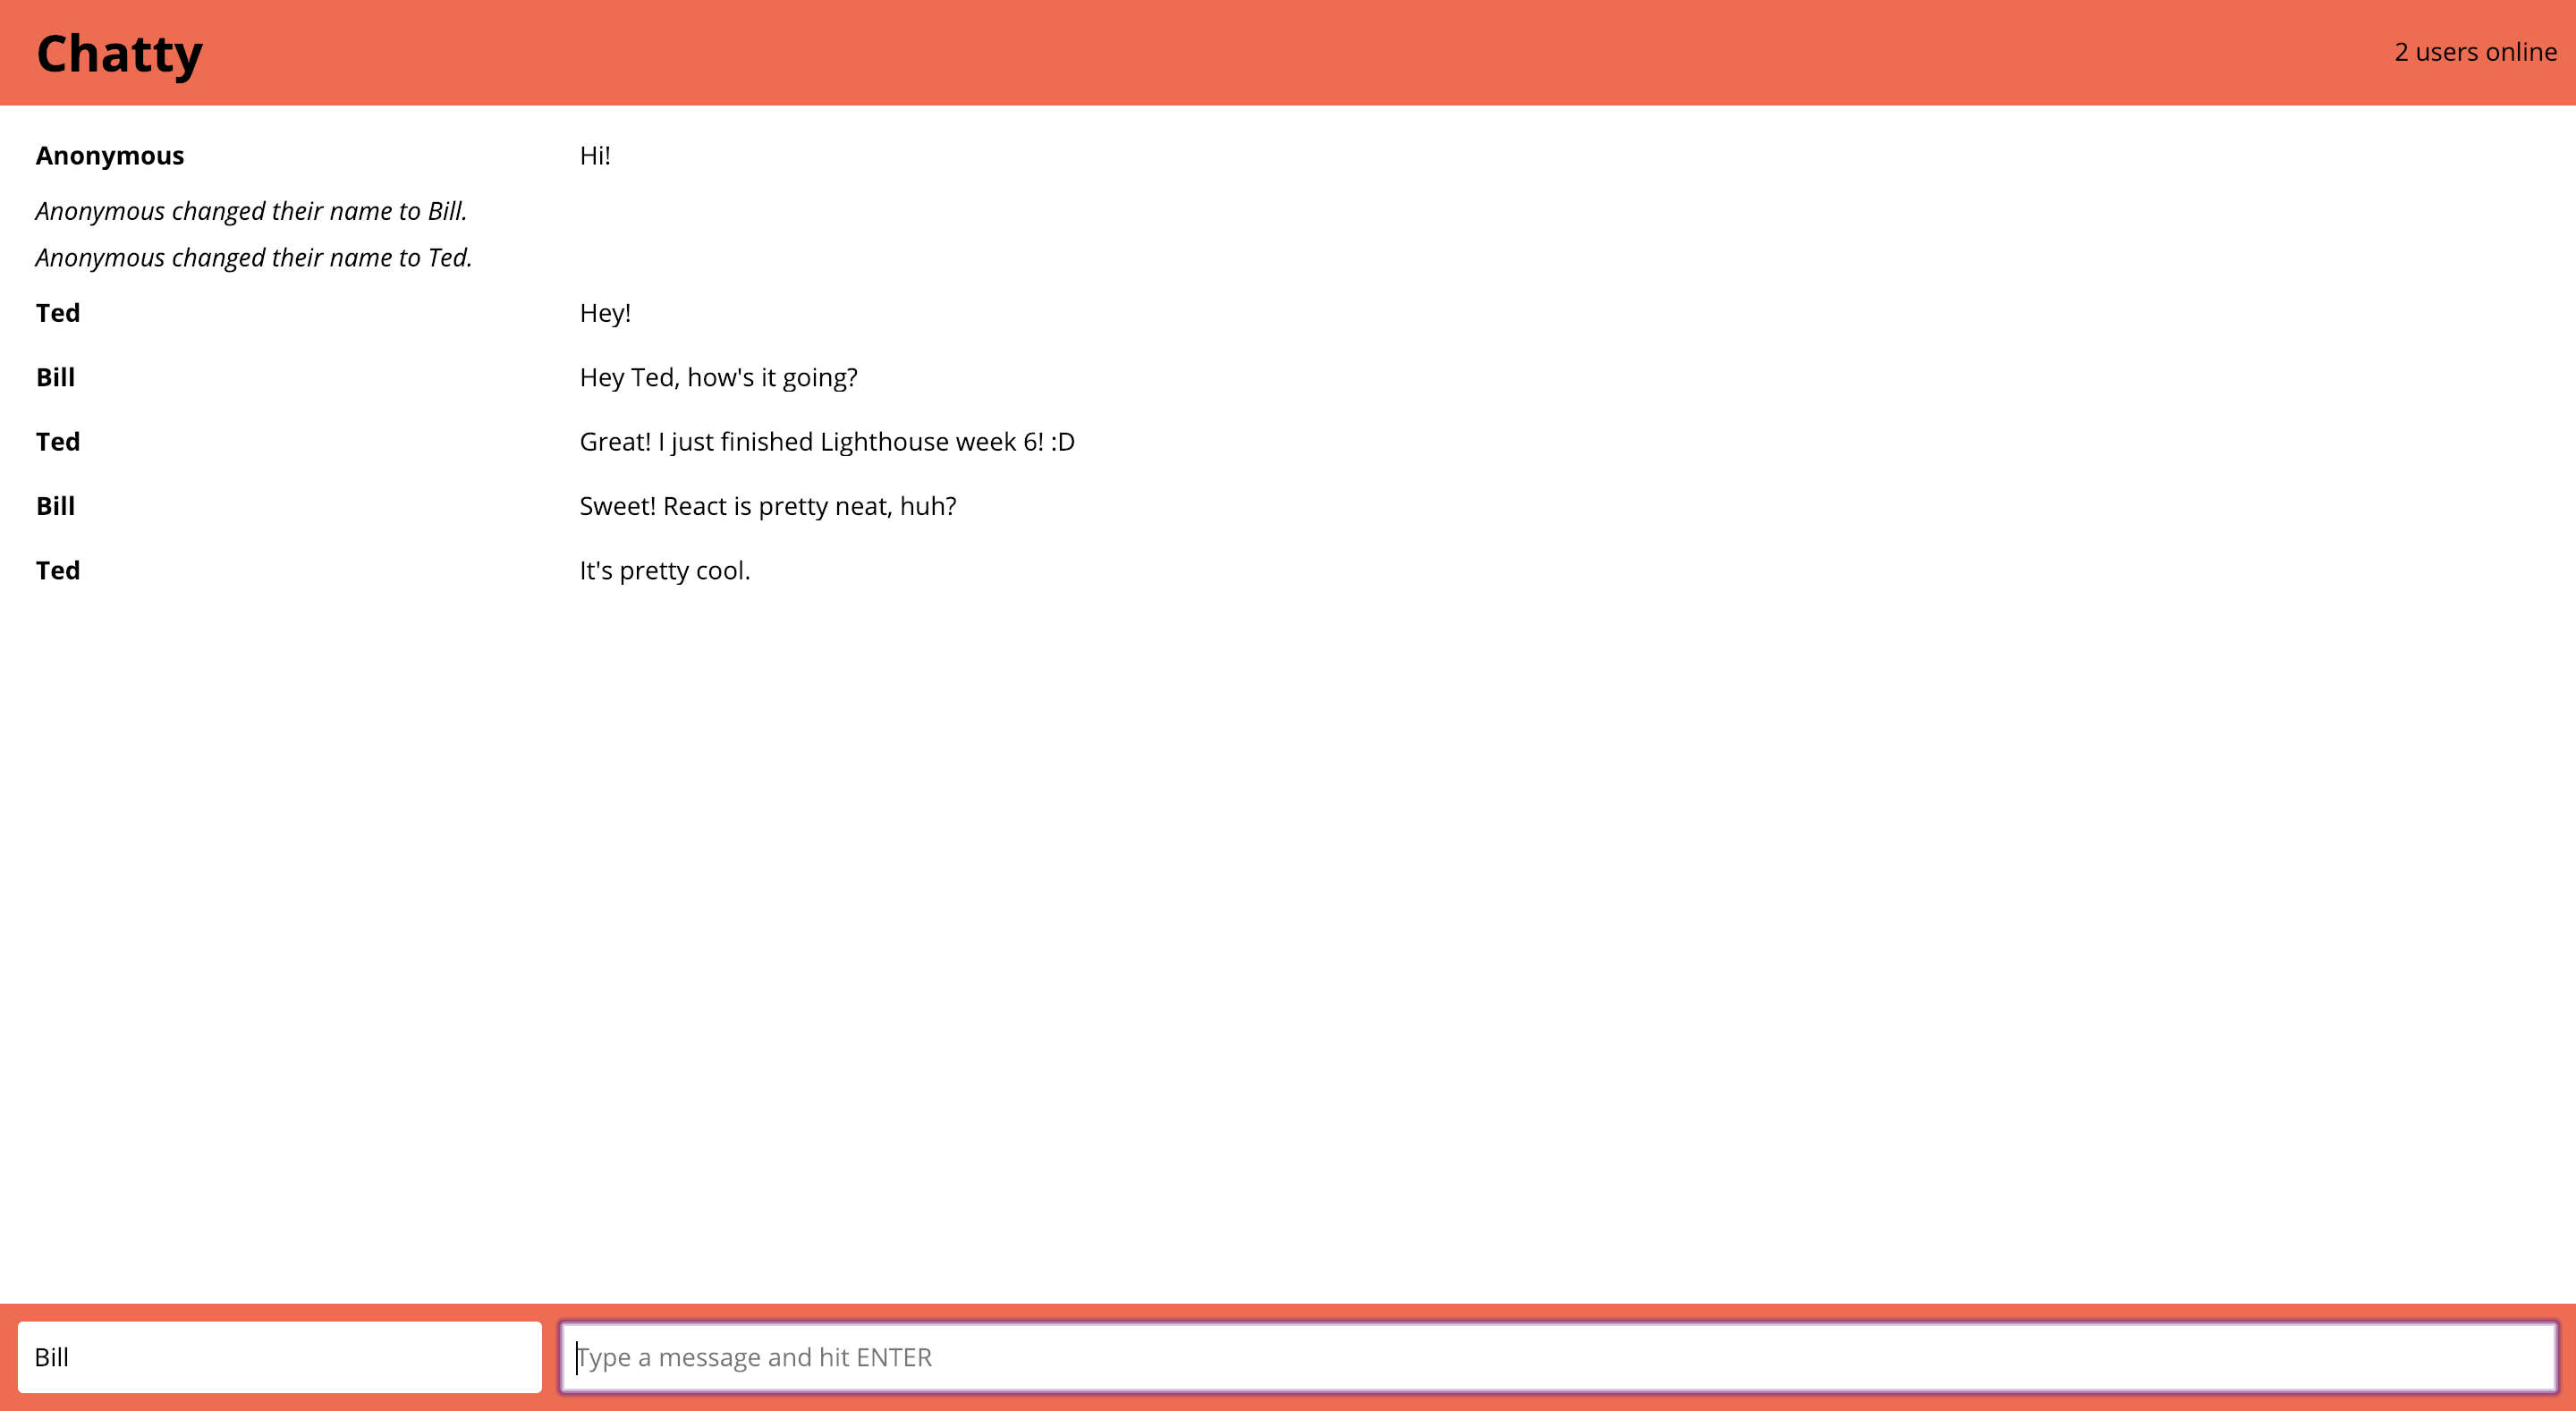 Chatty
2 users online
Anonymous Hi!
Anonymous changed their name to Bill.
Anonymous changed their name to Ted.
Ted Hey!
Bill Hey Ted, how's it going?
Ted Great! I just finished Lighthouse week 6! :D
Bill Sweet! React is pretty neat, huh?
Ted It's pretty cool.
Bill Type a message and hit ENTER